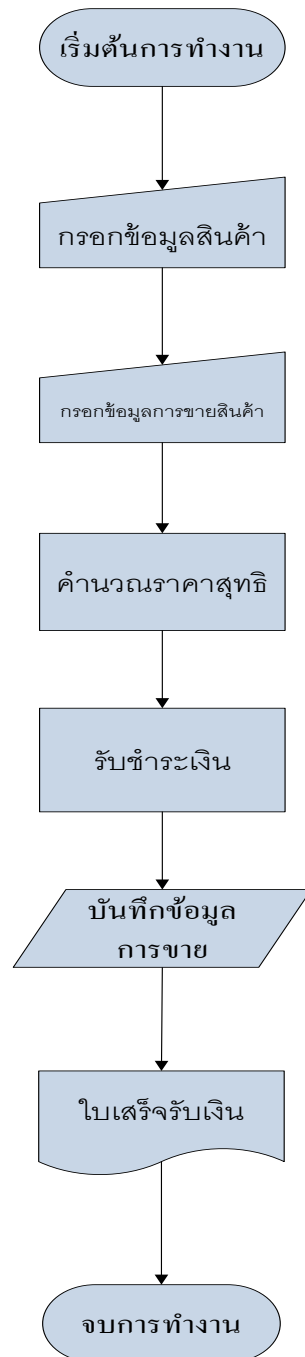 เริ่มต้นการทำงาน
กรอกข้อมูลสินค้า
กรอกข้อมูลการขายสินค้า
คำนวณราคาสุทธิ
รับชำระเงิน
บันทึกข้อมูล
การขาย
ใบเสร็จรับเงิน
จบการทำงาน